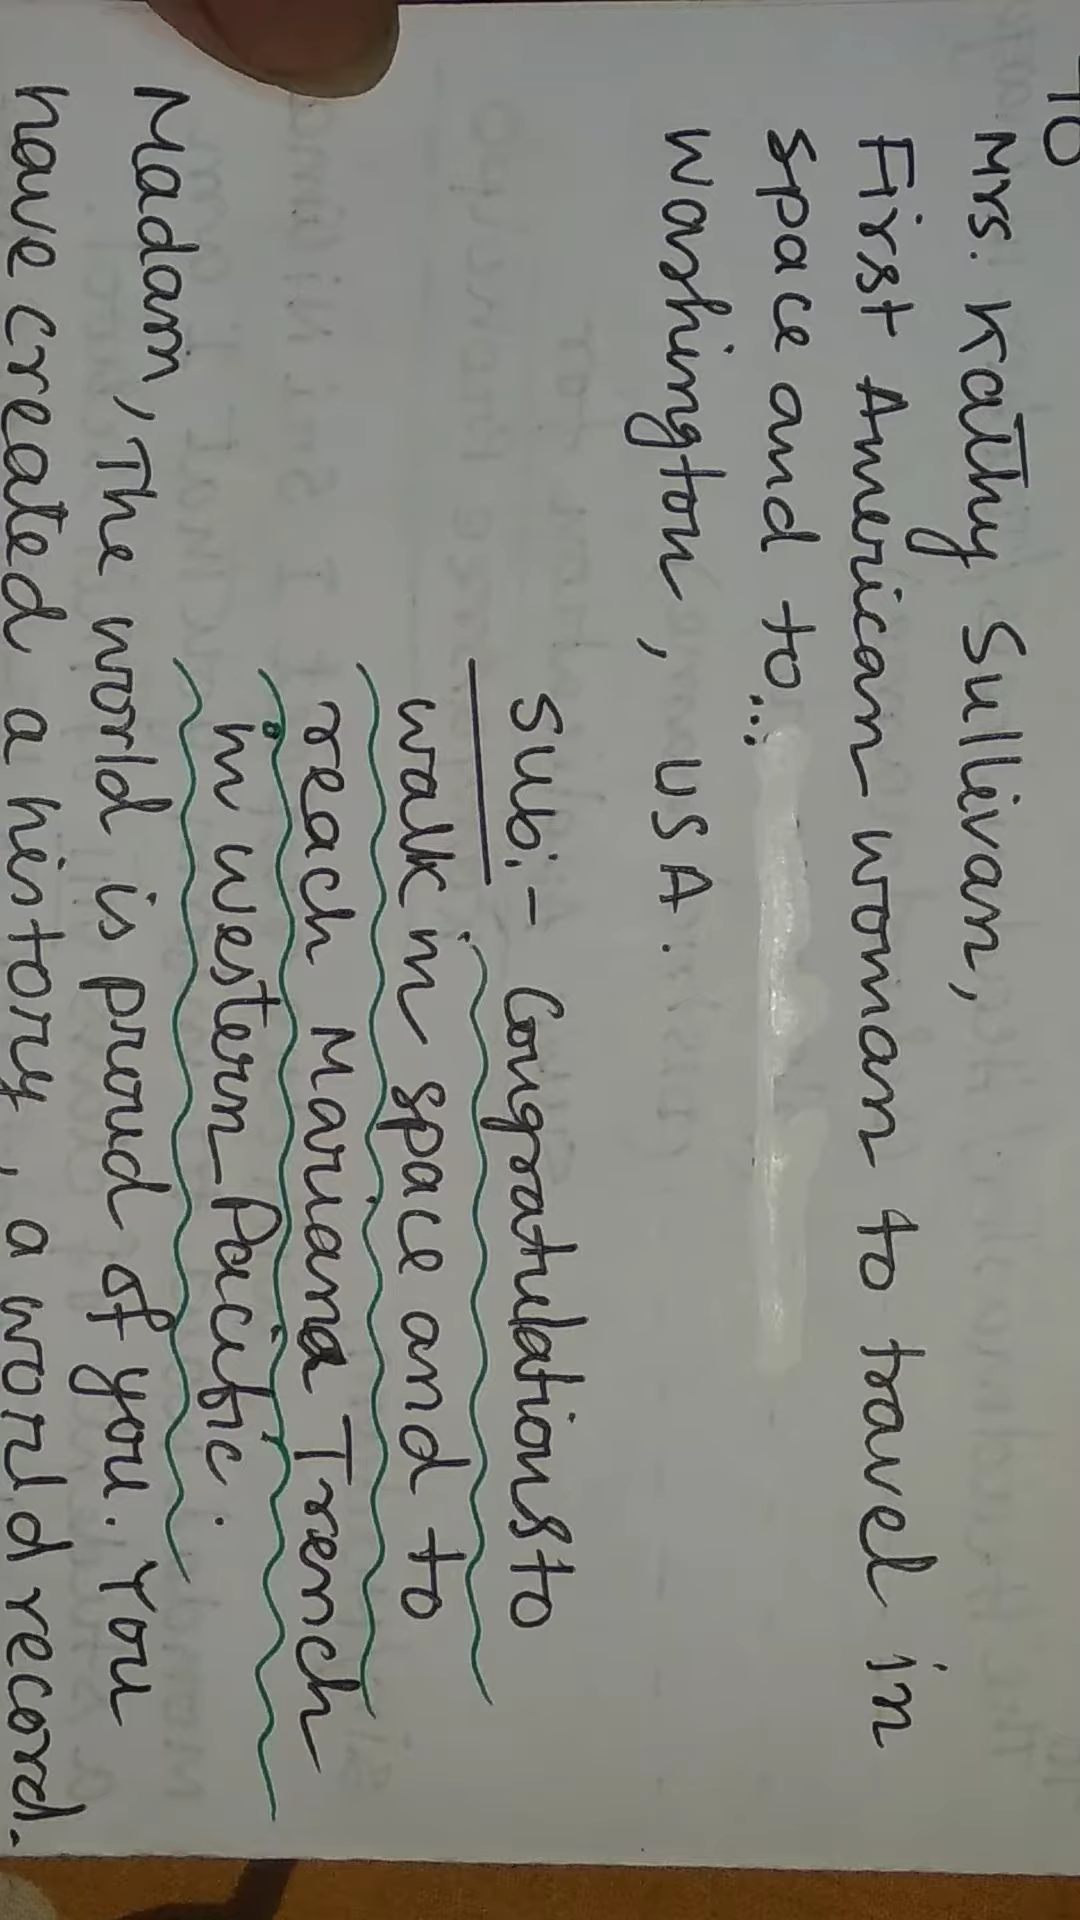 To
Mrs. Kathy Sullivan,
First American woman to travel in
space and to...
Washington, USA.
Sub:- Congratulations to
walk in space and to
reach Mariana Trench
in western Pacific.
Madam, The world is proud of you. You
have created a history, a world record.